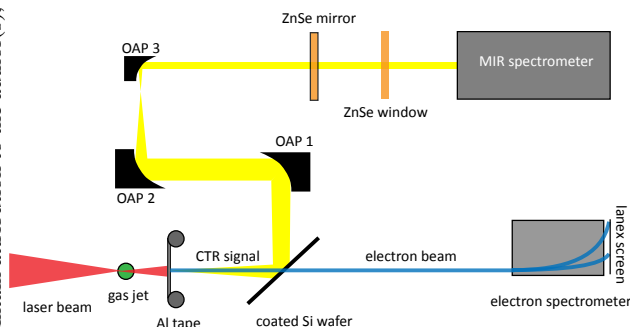 ZnSe mirror
OAP 3
MIR spectrometer
ZnSe window
OAP 1
OAP 2
CTR signal
electron beam
lanex screen
laser beam
gas jet
Al tape
coated Si wafer
electron spectrometer